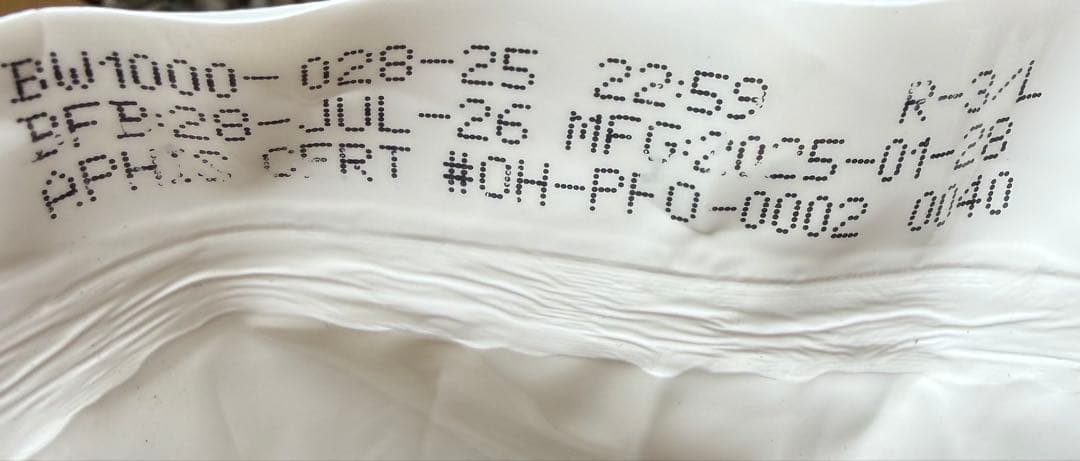 BW1000-028-25 22:59 R-3/L
BFB:28-JUL-26 MFG:2025-01-28
APHIS CERT #OH-PFO-0002 0040